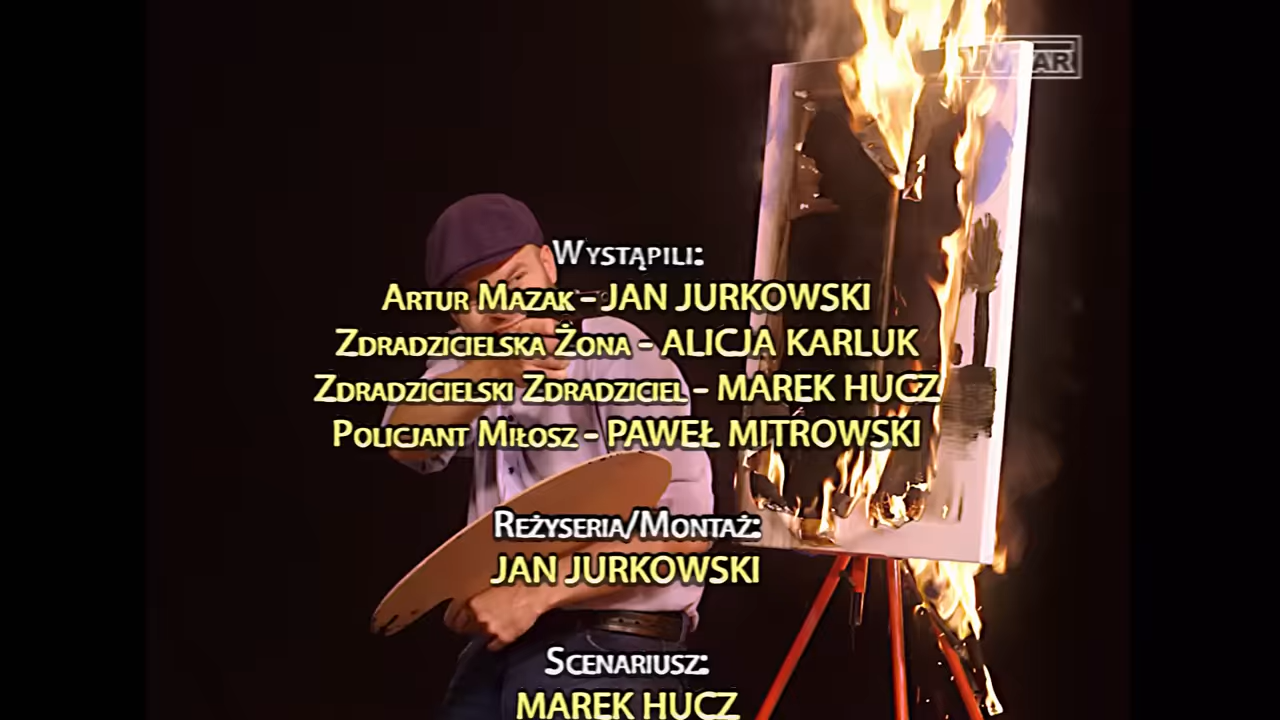 Wystąpili:
Artur Mazak - JAN JURKOWSKI
Zdradzicielska Żona - ALICJA KARLUK
Zdradzicielski Zdradziciel - MAREK HUCZ
Policjant Miłosz - PAWEŁ MITROWSKI
Reżyseria/Montaż:
JAN JURKOWSKI
Scenariusz:
MAREK HUCZ